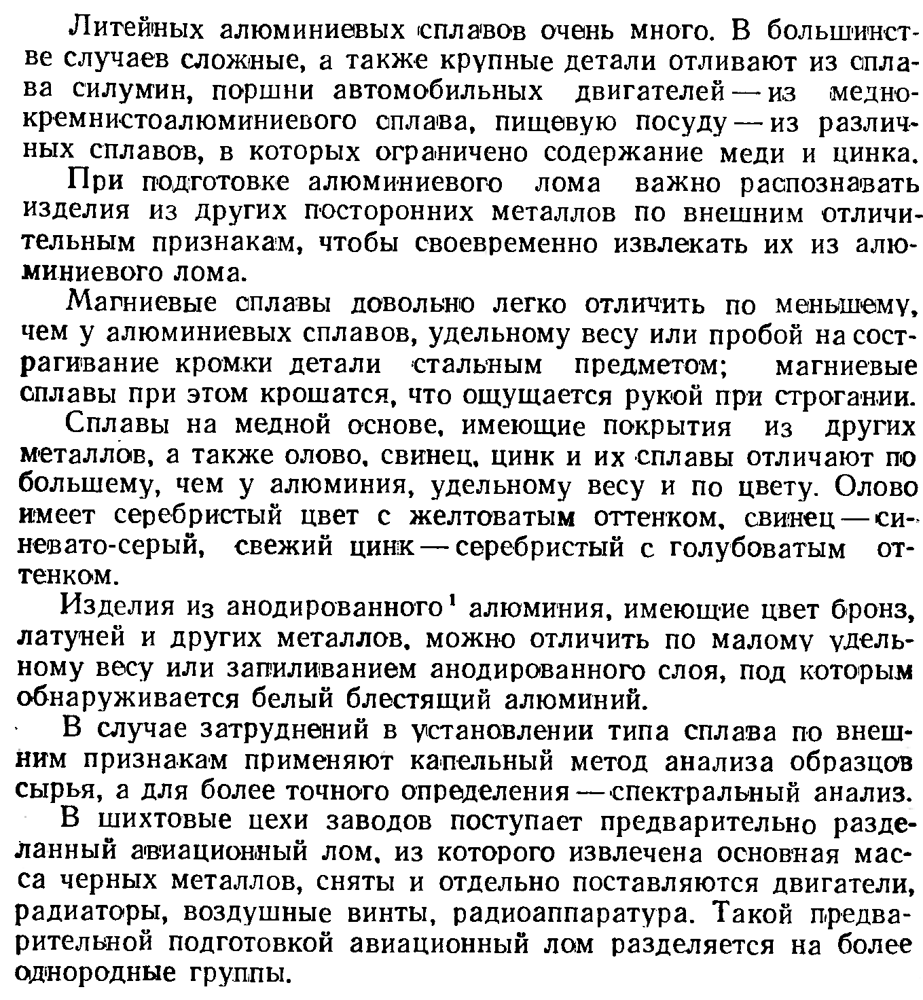 Литейных алюминиевых сплавов очень много. В большинст-
ве случаев сложные, а также крупные детали отливают из спла-
ва силумин, поршни автомобильных двигателей — из медно-
кремнистоалюминиевого сплава, пищевую посуду — из различ-
ных сплавов, в которых ограничено содержание меди и цинка.
При подготовке алюминиевого лома важно распознавать
изделия из других посторонних металлов по внешним отличи-
тельным признакам, чтобы своевременно извлекать их из алю-
миниевого лома.
Магниевые сплавы довольно легко отличить по меньшему,
чем у алюминиевых сплавов, удельному весу или пробой на сост-
рагивание кромки детали стальным предметом; магниевые
сплавы при этом крошатся, что ощущается рукой при строгании.
Сплавы на медной основе, имеющие покрытия из других
металлов, а также олово, свинец, цинк и их сплавы отличают по
большему, чем у алюминия, удельному весу и по цвету. Олово
имеет серебристый цвет с желтоватым оттенком, свинец — си-
невато-серый, свежий цинк — серебристый с голубоватым от-
тенком.
Изделия из анодированного¹ алюминия, имеющие цвет бронз,
латуней и других металлов, можно отличить по малому удель-
ному весу или запиливанием анодированного слоя, под которым
обнаруживается белый блестящий алюминий.
В случае затруднений в установлении типа сплава по внеш-
ним признакам применяют капельный метод анализа образцов
сырья, а для более точного определения — спектральный анализ.
В шихтовые цехи заводов поступает предварительно разде-
ланный авиационный лом, из которого извлечена основная мас-
са черных металлов, сняты и отдельно поставляются двигатели,
радиаторы, воздушные винты, радиоаппаратура. Такой предва-
рительной подготовкой авиационный лом разделяется на более
однородные группы.